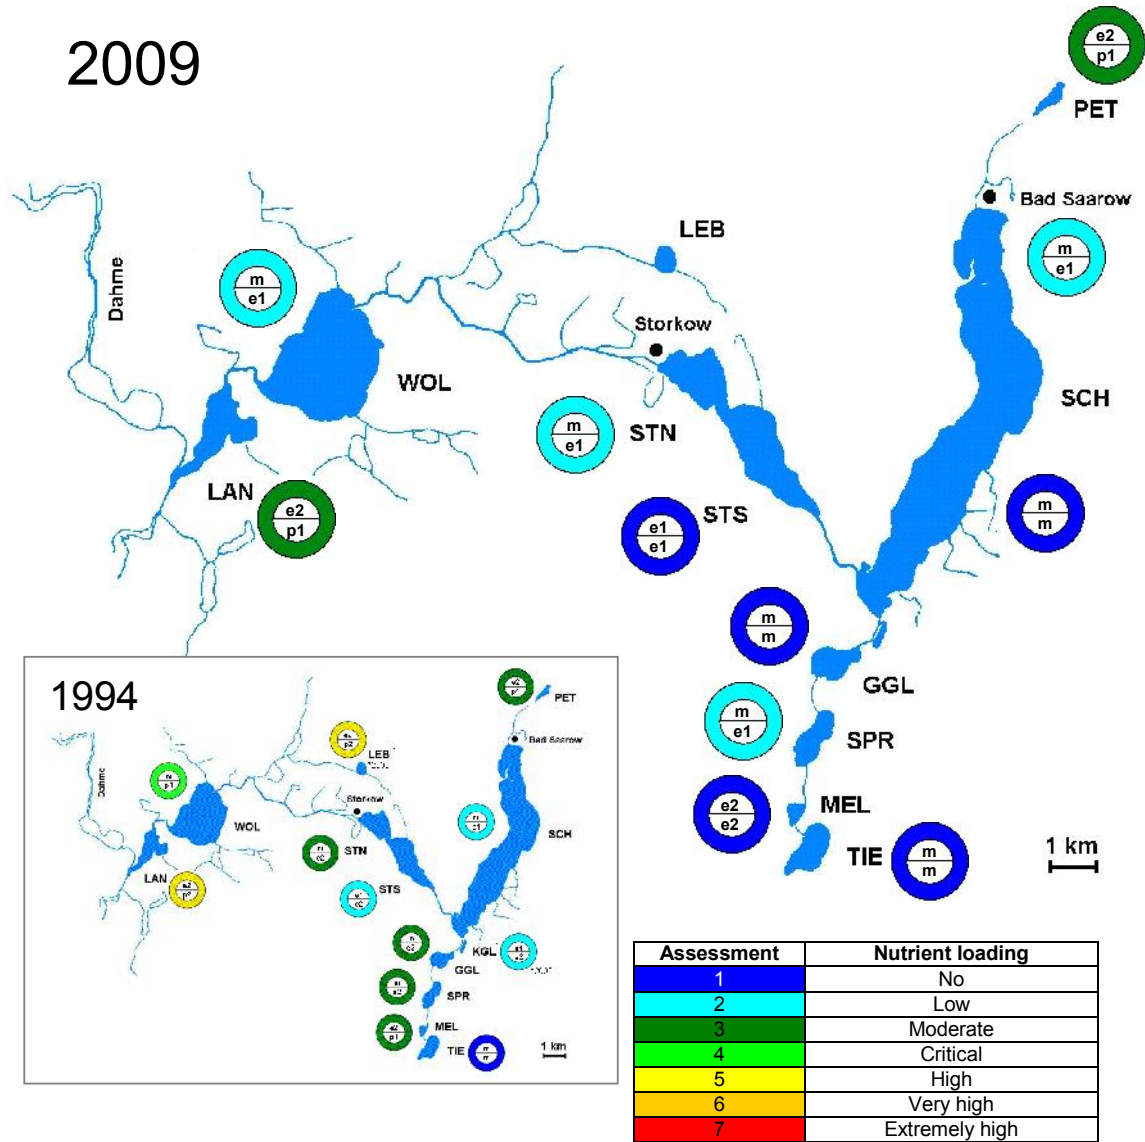 2009
e2
p1
PET
Bad Saarow
LEB
m
e1
m
e1
Dahme
Storkow
WOL
SCH
m
e1
STN
LAN
e2
p1
STS
e1
e1
m
m
m
m
GGL
m
e1
SPR
e2
e2
MEL
TIE
m
m
1 km
1994
e2
p1
PET
Bad Saarow
LEB
Dahme
Storkow
WOL
SCH
STN
LAN
STS
KGL
GGL
SPR
MEL
TIE
m
m
1 km
Assessment Nutrient loading
1 No
2 Low
3 Moderate
4 Critical
5 High
6 Very high
7 Extremely high